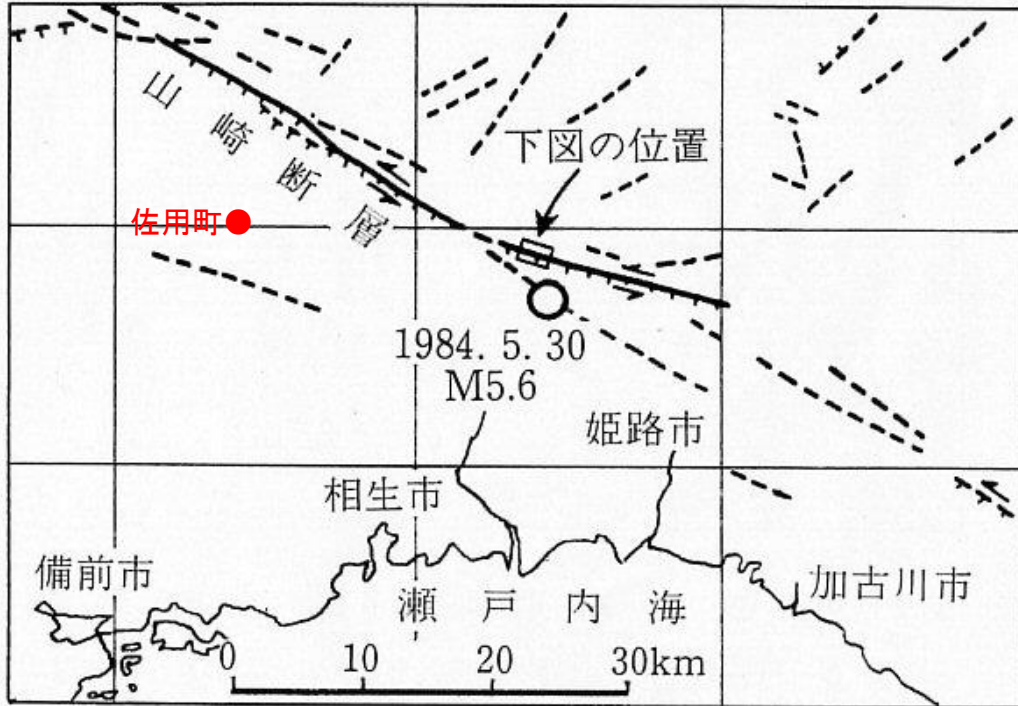 山崎断層
下図の位置
佐用町
1984. 5. 30
M5.6
姫路市
相生市
備前市
加古川市
瀬戸内海
0 10 20 30km